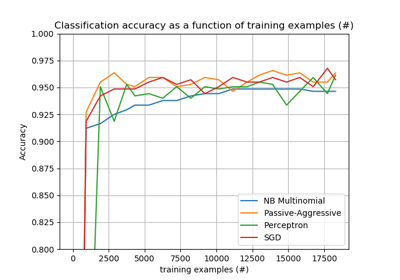 Classification accuracy as a function of training examples (#)
1.000
0.975
0.950
0.925
0.900
0.875
0.850
0.825
0.800
Accuracy
NB Multinomial
Passive-Aggressive
Perceptron
SGD
0 2500 5000 7500 10000 12500 15000 17500
training examples (#)